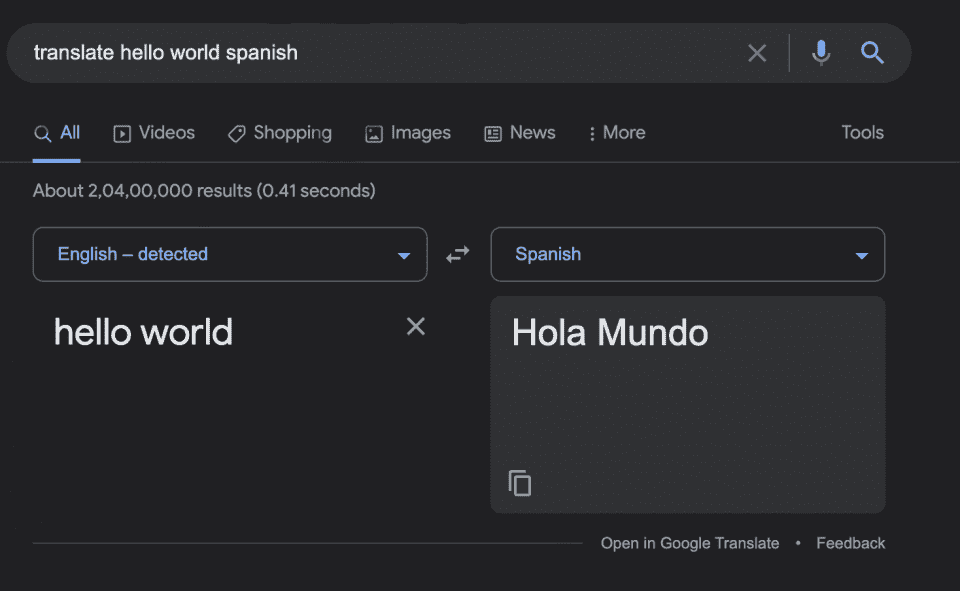 translate hello world spanish
All Videos Shopping Images News More Tools
About 2,04,00,000 results (0.41 seconds)
English – detected Spanish
hello world Hola Mundo
Open in Google Translate • Feedback